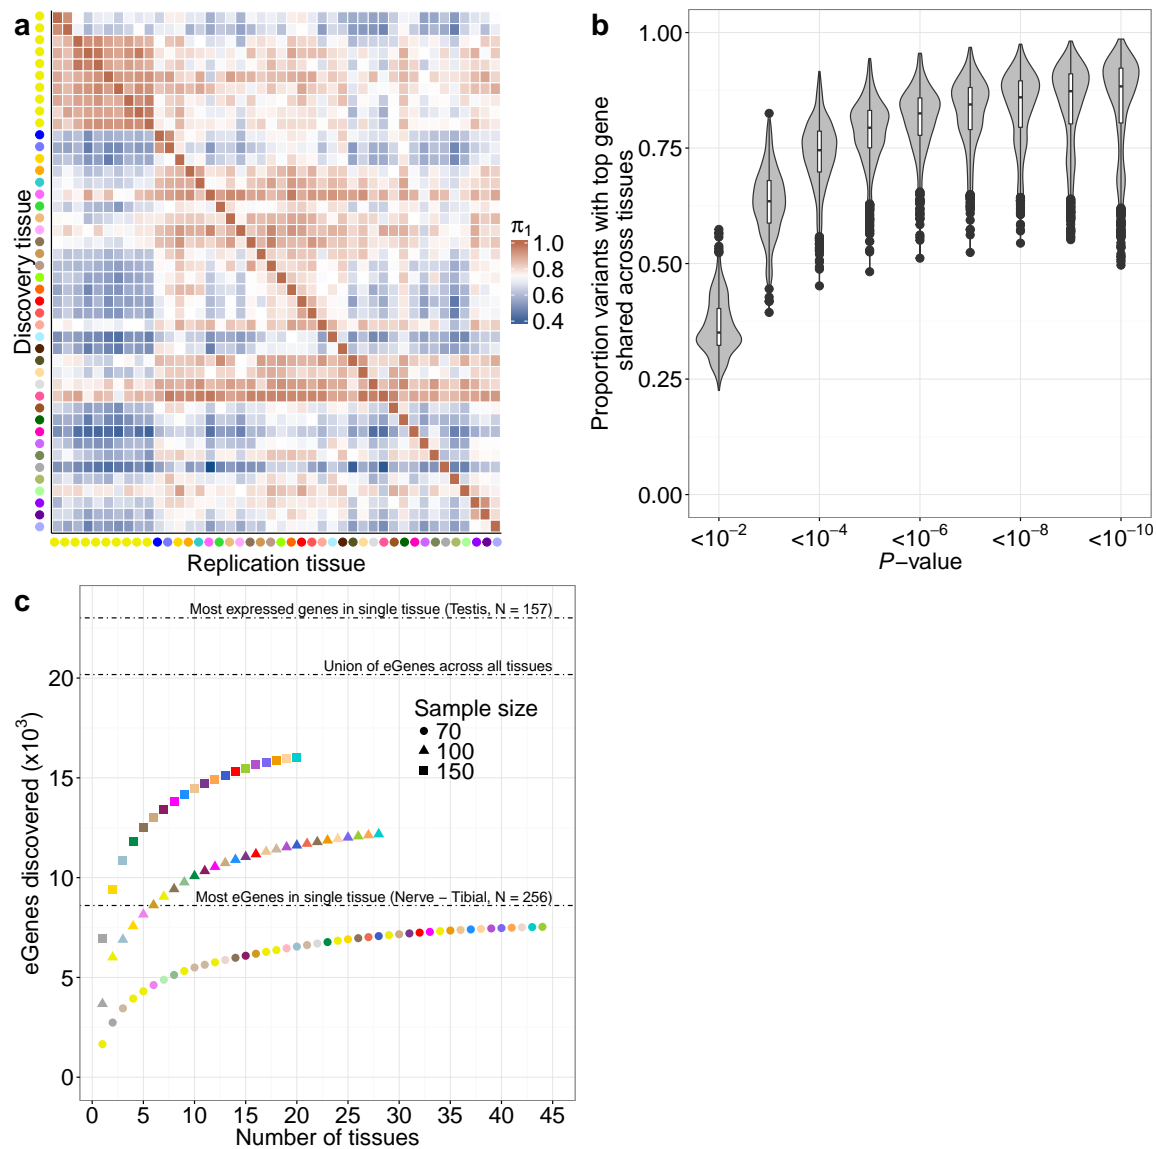 a
Discovery tissue
π1
1.0
0.8
0.6
0.4
Replication tissue
b
Proportion variants with top gene
shared across tissues
1.00
0.75
0.50
0.25
0.00
<10−2
<10−4
<10−6
<10−8
<10−10
P−value
c
eGenes discovered (x103)
20
15
10
5
0
Most expressed genes in single tissue (Testis, N = 157)
Union of eGenes across all tissues
Sample size
70
100
150
Most eGenes in single tissue (Nerve − Tibial, N = 256)
0 5 10 15 20 25 30 35 40 45
Number of tissues